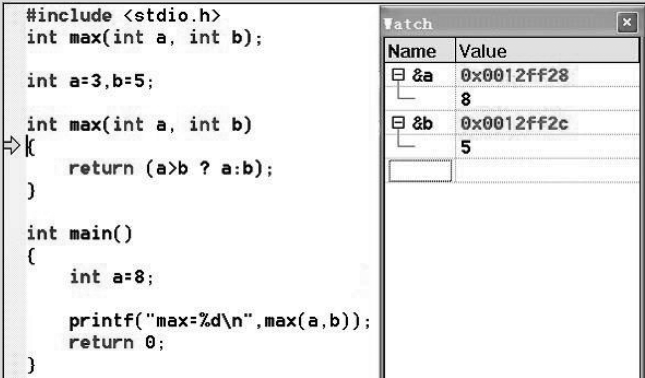 #include <stdio.h>
int max(int a, int b);
int a=3,b=5;
int max(int a, int b)
{
return (a>b ? a:b);
}
int main()
{
int a=8;
printf("max=%d\n",max(a,b));
return 0;
}
Watch
Name Value
&a 0x0012ff28
8
&b 0x0012ff2c
5